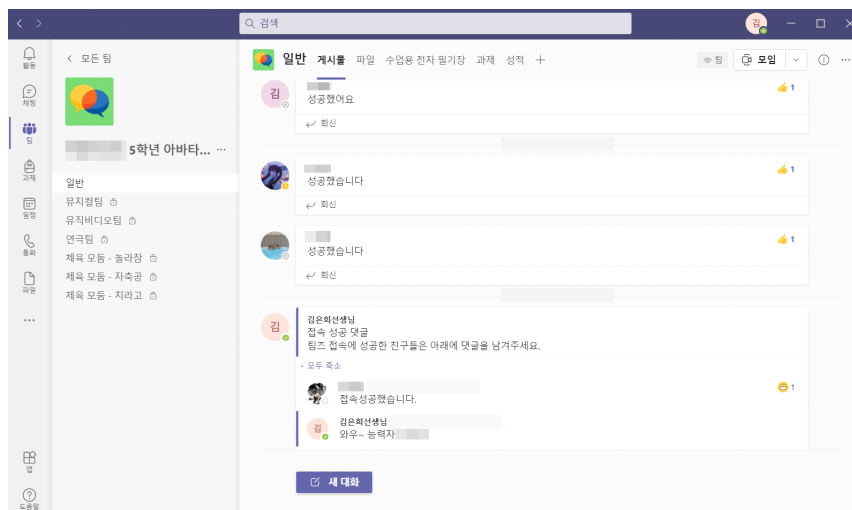 검색
김
활동
채팅
팀
과제
일정
통화
파일
앱
도움말
모든 팀
5학년 아바타...
일반
뮤지컬팀
뮤직비디오팀
연극팀
체육 모둠 - 놀라잠
체육 모둠 - 자축공
체육 모둠 - 치라고
일반 게시물 파일 수업용 전자 필기장 과제 성적
팀 모임
김
성공했어요
1
회신
성공했습니다
1
회신
성공했습니다
1
회신
김
김은희선생님
접속 성공 댓글
팀즈 접속에 성공한 친구들은 아래에 댓글을 남겨주세요.
모두 축소
접속성공했습니다.
1
김
김은희선생님
와우~ 능력자
새 대화